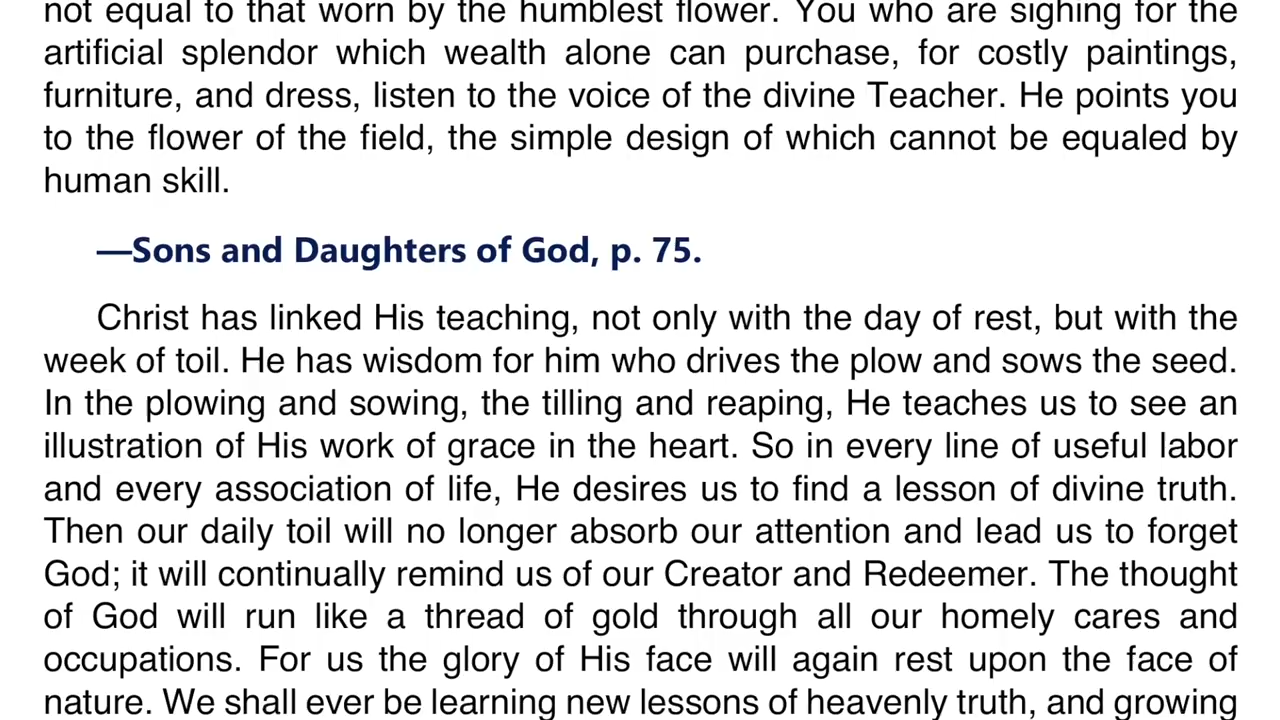 not equal to that worn by the humblest flower. You who are sighing for the
artificial splendor which wealth alone can purchase, for costly paintings,
furniture, and dress, listen to the voice of the divine Teacher. He points you
to the flower of the field, the simple design of which cannot be equaled by
human skill.
—Sons and Daughters of God, p. 75.
Christ has linked His teaching, not only with the day of rest, but with the
week of toil. He has wisdom for him who drives the plow and sows the seed.
In the plowing and sowing, the tilling and reaping, He teaches us to see an
illustration of His work of grace in the heart. So in every line of useful labor
and every association of life, He desires us to find a lesson of divine truth.
Then our daily toil will no longer absorb our attention and lead us to forget
God; it will continually remind us of our Creator and Redeemer. The thought
of God will run like a thread of gold through all our homely cares and
occupations. For us the glory of His face will again rest upon the face of
nature. We shall ever be learning new lessons of heavenly truth, and growing